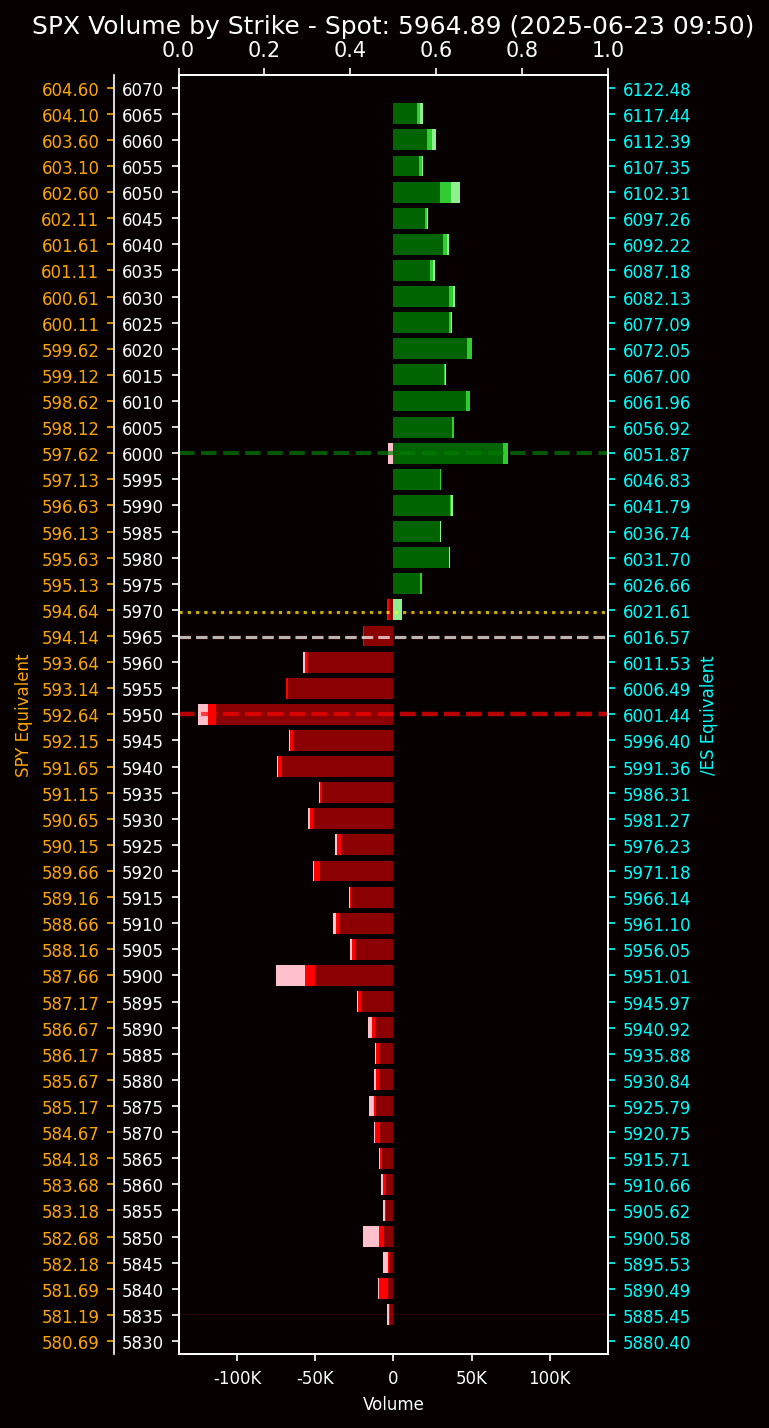 SPX Volume by Strike - Spot: 5964.89 (2025-06-23 09:50)
0.0 0.2 0.4 0.6 0.8 1.0
604.60 6070 6122.48
604.10 6065 6117.44
603.60 6060 6112.39
603.10 6055 6107.35
602.60 6050 6102.31
602.11 6045 6097.26
601.61 6040 6092.22
601.11 6035 6087.18
600.61 6030 6082.13
600.11 6025 6077.09
599.62 6020 6072.05
599.12 6015 6067.00
598.62 6010 6061.96
598.12 6005 6056.92
597.62 6000 6051.87
597.13 5995 6046.83
596.63 5990 6041.79
596.13 5985 6036.74
595.63 5980 6031.70
595.13 5975 6026.66
594.64 5970 6021.61
594.14 5965 6016.57
593.64 5960 6011.53
593.14 5955 6006.49
592.64 5950 6001.44
592.15 5945 5996.40
591.65 5940 5991.36
591.15 5935 5986.31
590.65 5930 5981.27
590.15 5925 5976.23
589.66 5920 5971.18
589.16 5915 5966.14
588.66 5910 5961.10
588.16 5905 5956.05
587.66 5900 5951.01
587.17 5895 5945.97
586.67 5890 5940.92
586.17 5885 5935.88
585.67 5880 5930.84
585.17 5875 5925.79
584.67 5870 5920.75
584.18 5865 5915.71
583.68 5860 5910.66
583.18 5855 5905.62
582.68 5850 5900.58
582.18 5845 5895.53
581.69 5840 5890.49
581.19 5835 5885.45
580.69 5830 5880.40
SPY Equivalent
/ES Equivalent
-100K -50K 0 50K 100K
Volume